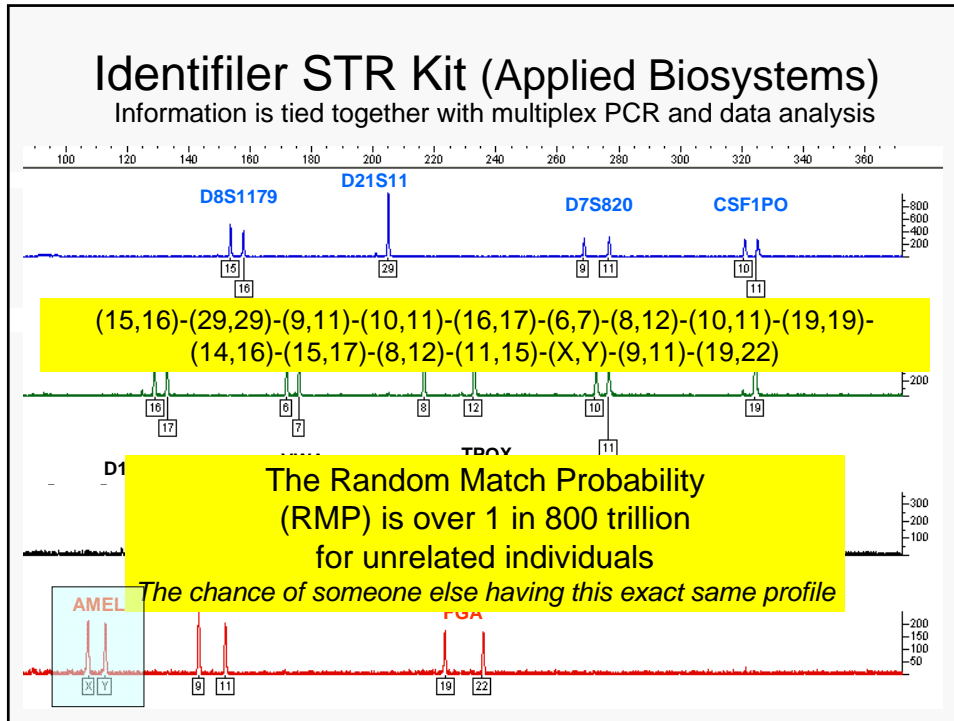 Identifiler STR Kit (Applied Biosystems)
Information is tied together with multiplex PCR and data analysis
100 120 140 160 180 200 220 240 260 280 300 320 340 360
D8S1179 D21S11 D7S820 CSF1PO
800
600
400
200
15 29 9 11 10
16 11
(15,16)-(29,29)-(9,11)-(10,11)-(16,17)-(6,7)-(8,12)-(10,11)-(19,19)-
(14,16)-(15,17)-(8,12)-(11,15)-(X,Y)-(9,11)-(19,22)
200
16 6 8 12 10 19
17 7 11
TPOX
The Random Match Probability
(RMP) is over 1 in 800 trillion
for unrelated individuals
The chance of someone else having this exact same profile
300
200
100
AMEL FGA
200
150
100
50
X Y 9 11 19 22